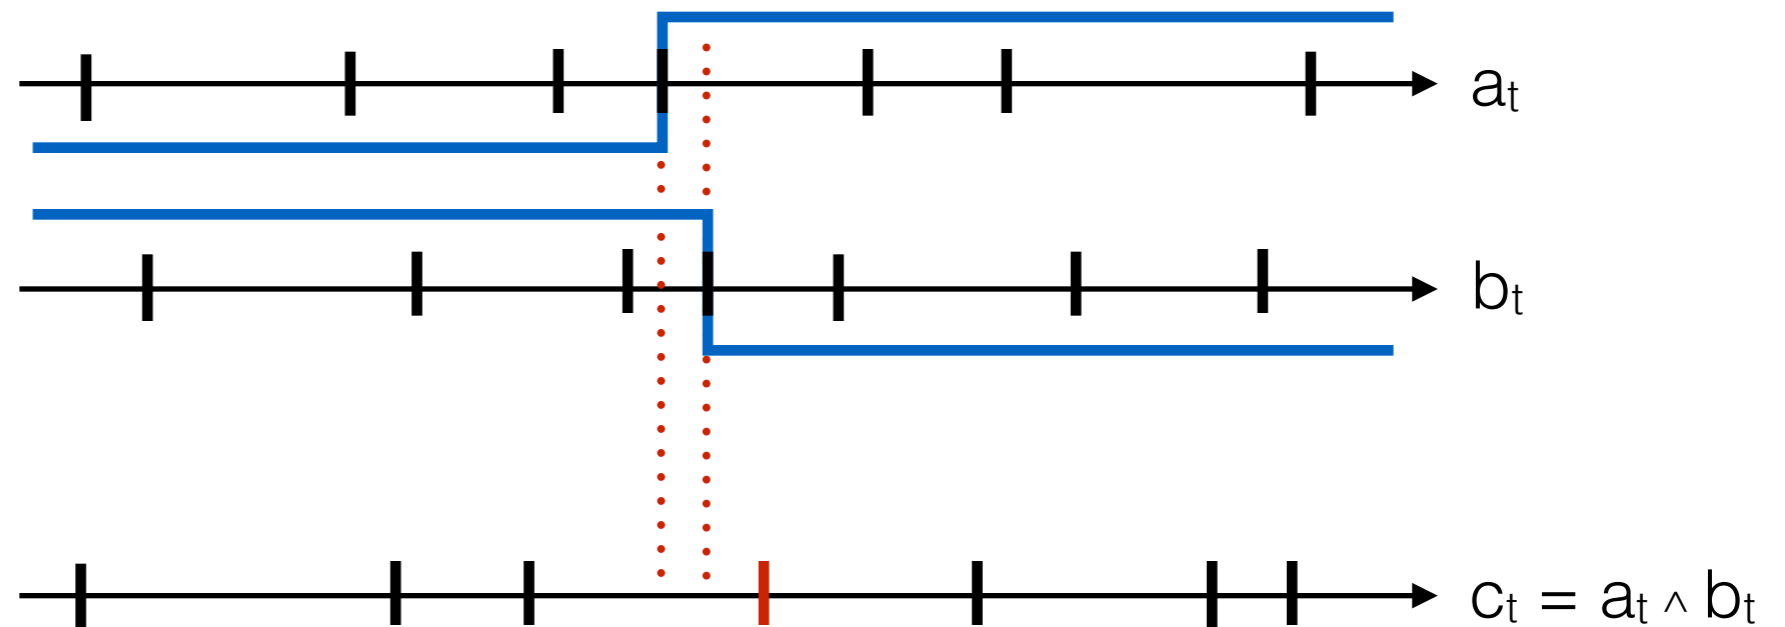 aₜ
bₜ
cₜ = aₜ ∧ bₜ